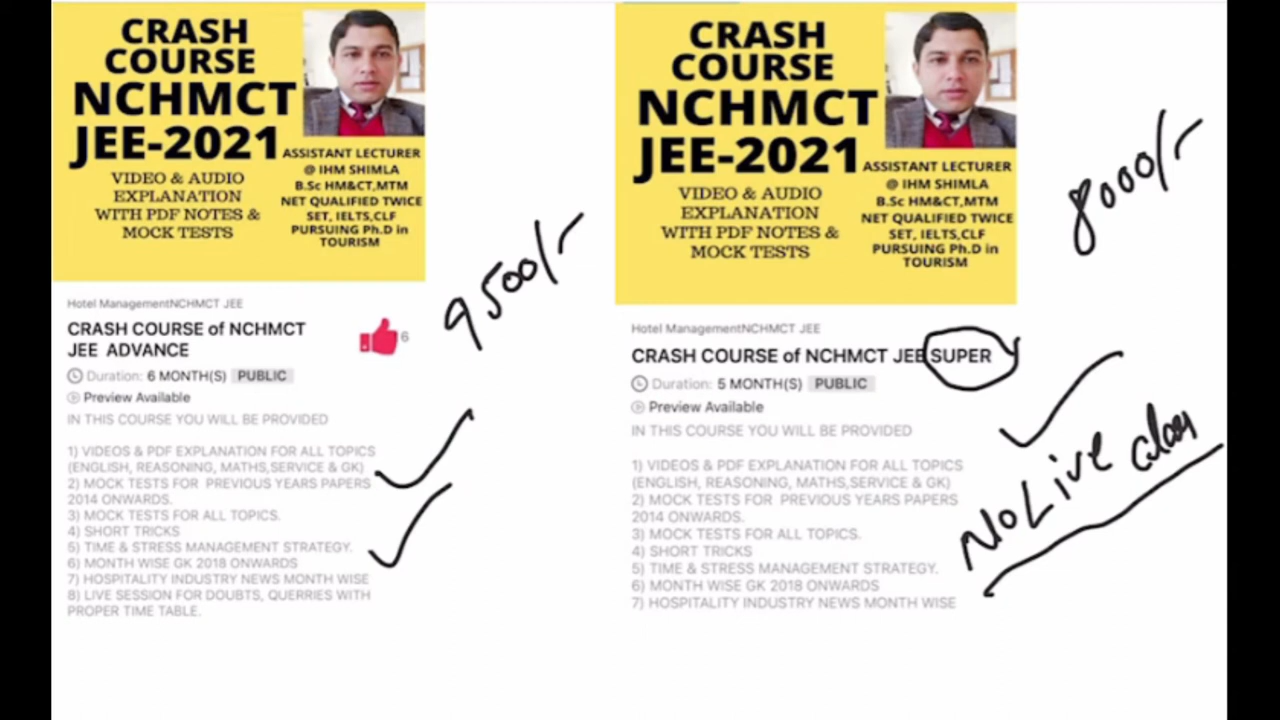 CRASH
COURSE
NCHMCT
JEE-2021
VIDEO & AUDIO
EXPLANATION
WITH PDF NOTES &
MOCK TESTS
ASSISTANT LECTURER
@ IHM SHIMLA
B.Sc HM&CT,MTM
NET QUALIFIED TWICE
SET, IELTS,CLF
PURSUING Ph.D in
TOURISM
Hotel ManagementNCHMCT JEE
CRASH COURSE of NCHMCT
JEE ADVANCE
6
Duration: 6 MONTH(S) PUBLIC
Preview Available
IN THIS COURSE YOU WILL BE PROVIDED
1) VIDEOS & PDF EXPLANATION FOR ALL TOPICS
(ENGLISH, REASONING, MATHS,SERVICE & GK)
2) MOCK TESTS FOR PREVIOUS YEARS PAPERS
2014 ONWARDS.
3) MOCK TESTS FOR ALL TOPICS.
4) SHORT TRICKS
5) TIME & STRESS MANAGEMENT STRATEGY.
6) MONTH WISE GK 2018 ONWARDS
7) HOSPITALITY INDUSTRY NEWS MONTH WISE
8) LIVE SESSION FOR DOUBTS, QUERRIES WITH
PROPER TIME TABLE.
9500/-
CRASH
COURSE
NCHMCT
JEE-2021
VIDEO & AUDIO
EXPLANATION
WITH PDF NOTES &
MOCK TESTS
ASSISTANT LECTURER
@ IHM SHIMLA
B.Sc HM&CT,MTM
NET QUALIFIED TWICE
SET, IELTS,CLF
PURSUING Ph.D in
TOURISM
Hotel ManagementNCHMCT JEE
CRASH COURSE of NCHMCT JEE SUPER
Duration: 5 MONTH(S) PUBLIC
Preview Available
IN THIS COURSE YOU WILL BE PROVIDED
1) VIDEOS & PDF EXPLANATION FOR ALL TOPICS
(ENGLISH, REASONING, MATHS,SERVICE & GK)
2) MOCK TESTS FOR PREVIOUS YEARS PAPERS
2014 ONWARDS.
3) MOCK TESTS FOR ALL TOPICS.
4) SHORT TRICKS
5) TIME & STRESS MANAGEMENT STRATEGY.
6) MONTH WISE GK 2018 ONWARDS
7) HOSPITALITY INDUSTRY NEWS MONTH WISE
8000/-
No Live class